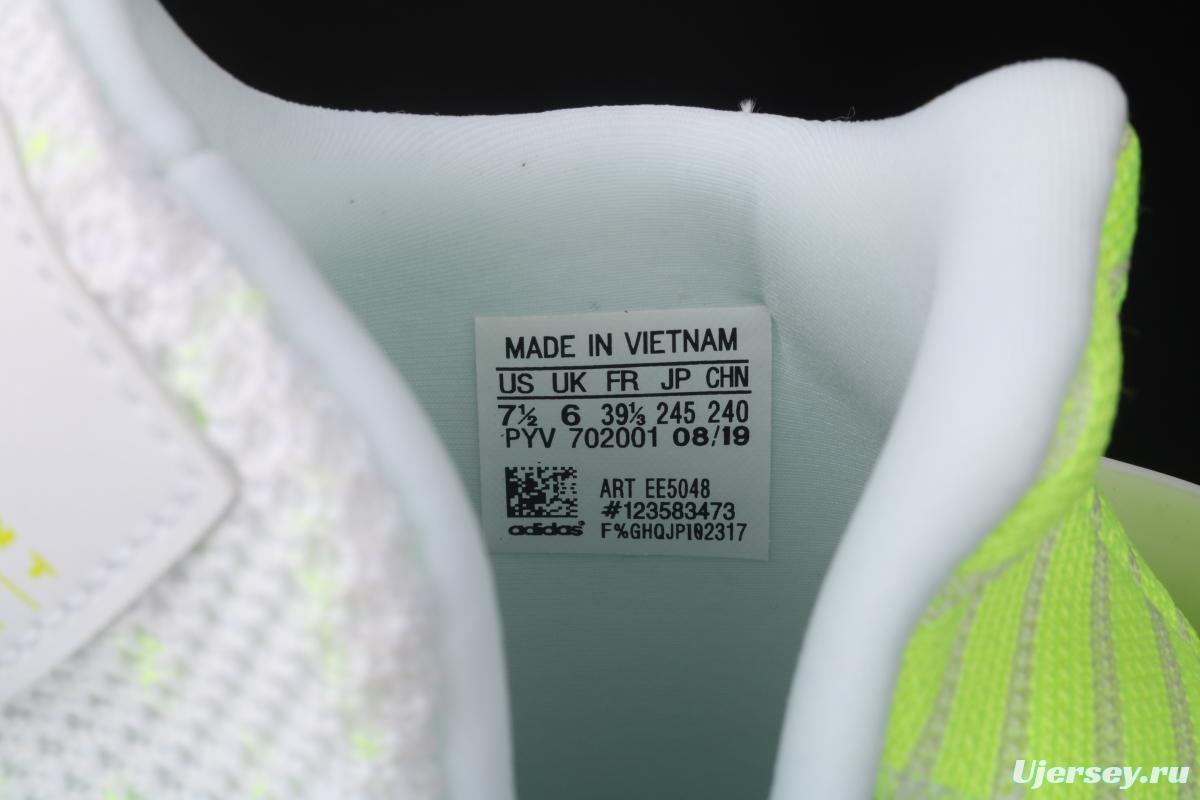 MADE IN VIETNAM
US UK FR JP CHN
7½ 6 39⅓ 245 240
PYV 702001 08/19
ART EE5048
#123583473
adidas
F%GHQJPI02317
Ujersey.ru